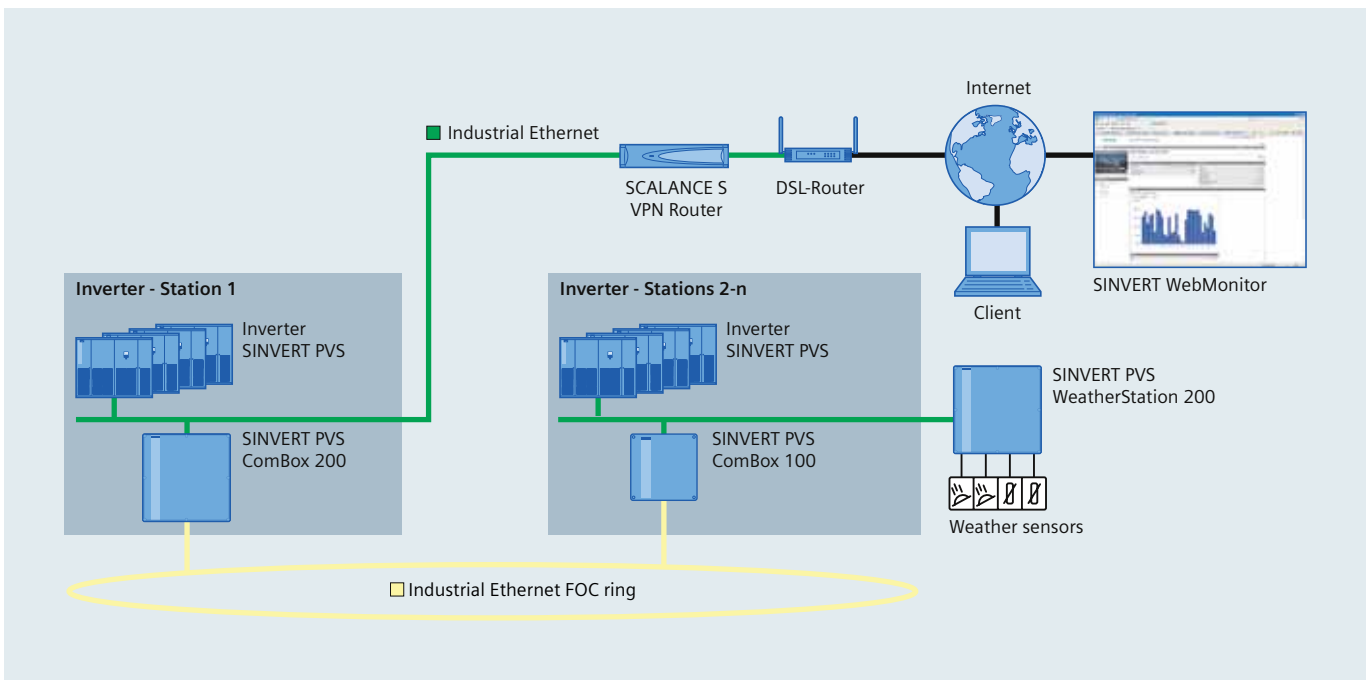 Internet
Industrial Ethernet
SCALANCE S
VPN Router
DSL-Router
SINVERT WebMonitor
Client
Inverter - Station 1
Inverter
SINVERT PVS
SINVERT PVS
ComBox 200
Inverter - Stations 2-n
Inverter
SINVERT PVS
SINVERT PVS
ComBox 100
SINVERT PVS
WeatherStation 200
Weather sensors
Industrial Ethernet FOC ring